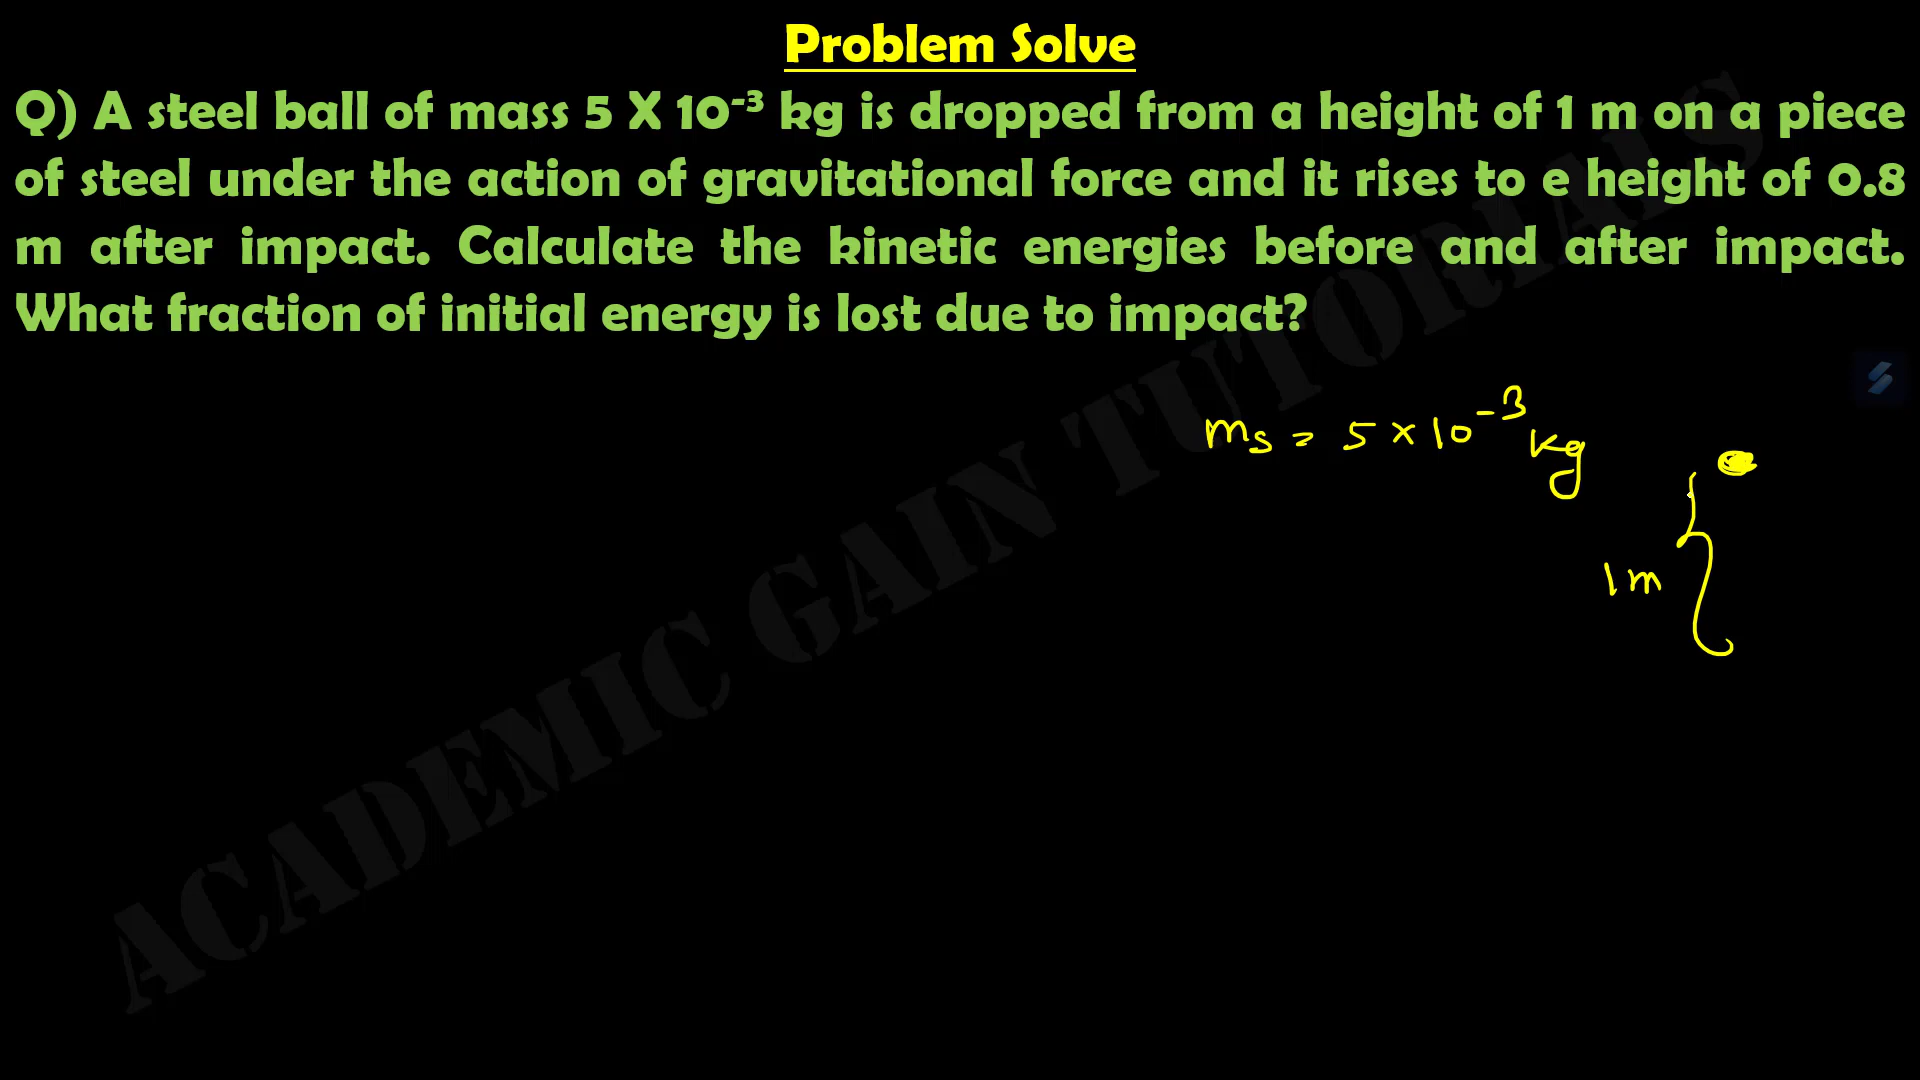 Problem Solve
Q) A steel ball of mass 5 X 10⁻³ kg is dropped from a height of 1 m on a piece
of steel under the action of gravitational force and it rises to e height of 0.8
m after impact. Calculate the kinetic energies before and after impact.
What fraction of initial energy is lost due to impact?
mₛ = 5 × 10⁻³ kg
1m
ACADEMIC GAIN TUTORIALS